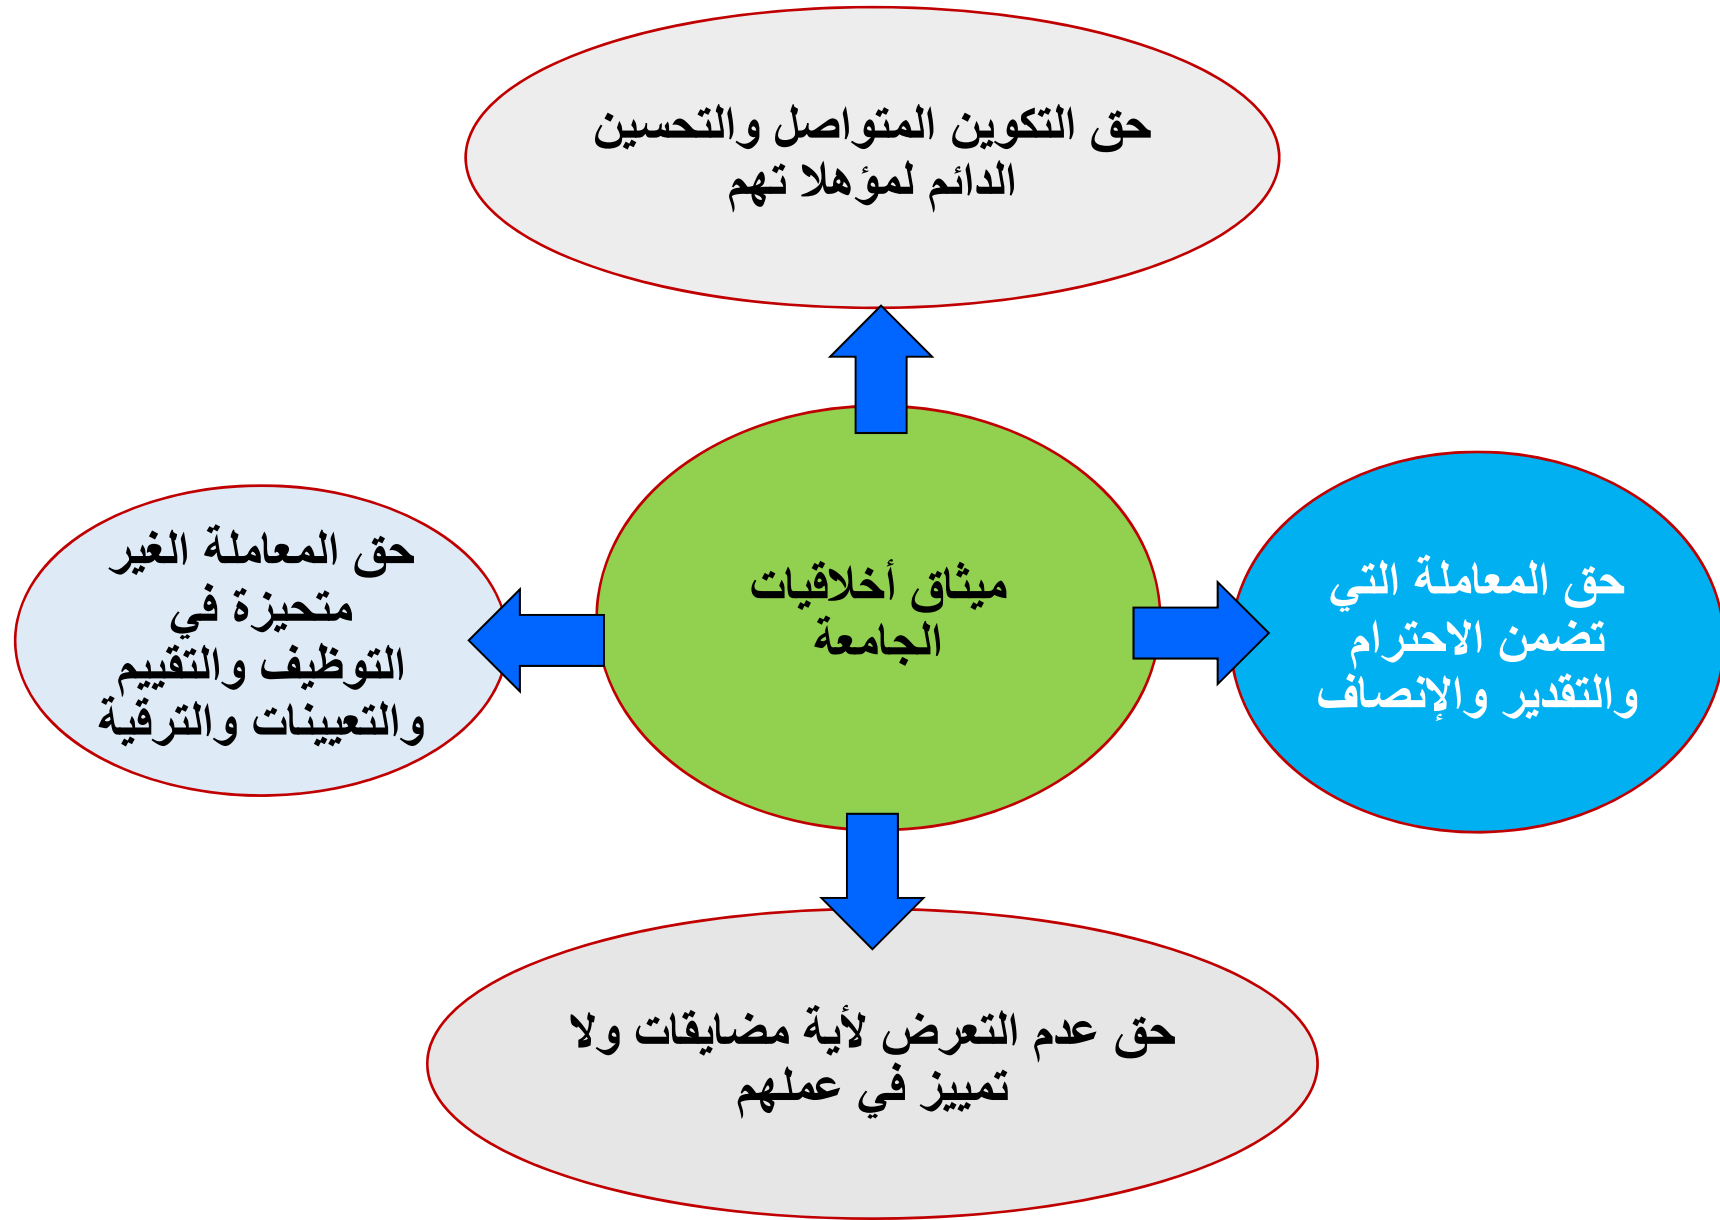 حق التكوين المتواصل والتحسين
الدائم لمؤهلا تهم
ميثاق أخلاقيات
الجامعة
حق المعاملة التي
تضمن الاحترام
والتقدير والإنصاف
حق المعاملة الغير
متحيزة في
التوظيف والتقييم
والتعيينات والترقية
حق عدم التعرض لأية مضايقات ولا
تمييز في عملهم